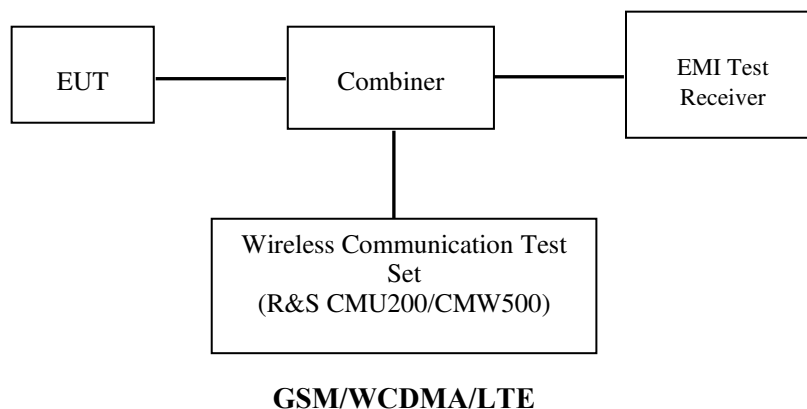 EUT
Combiner
EMI Test
Receiver
Wireless Communication Test
Set
(R&S CMU200/CMW500)
GSM/WCDMA/LTE